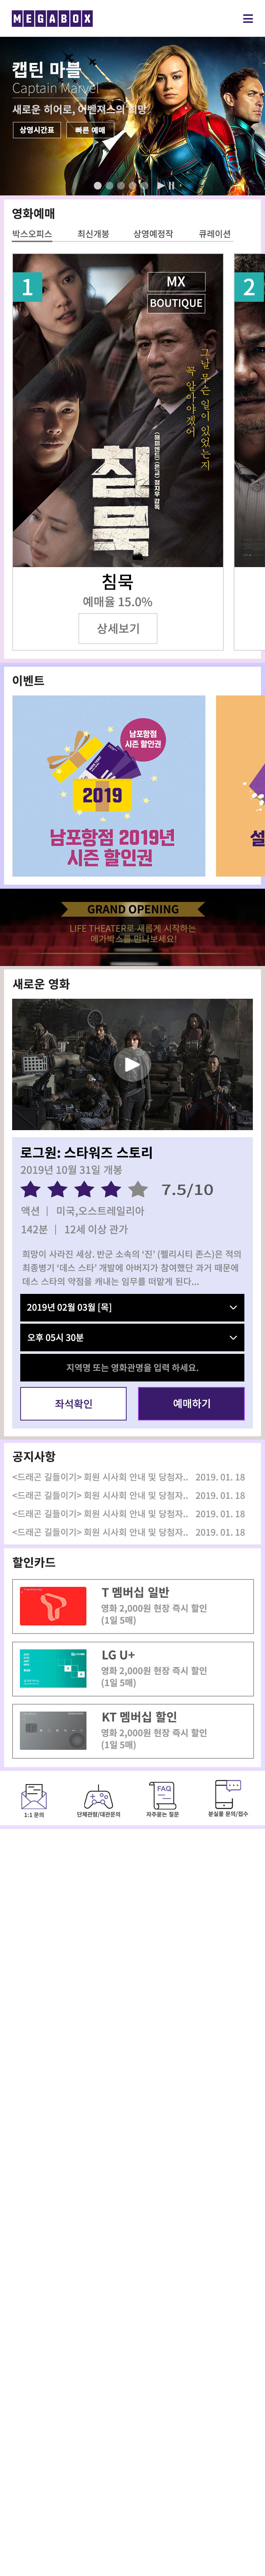 MEGABOX
캡틴 마블
Captain Marvel
새로운 히어로, 어벤져스의 희망
상영시간표
빠른 예매
영화예매
박스오피스 최신개봉 상영예정작 큐레이션
1
2
MX
BOUTIQUE
그날 무슨 일이 있었는지
꼭 알아야겠어
침묵
<해피엔드> <은교> 정지우 감독
침묵
예매율 15.0%
상세보기
이벤트
남포항점
시즌 할인권
2019
남포항점 2019년
시즌 할인권
설
GRAND OPENING
LIFE THEATER로 새롭게 시작하는
메가박스를 만나보세요!
새로운 영화
로그원: 스타워즈 스토리
2019년 10월 31일 개봉
7.5/10
액션 | 미국,오스트레일리아
142분 | 12세 이상 관가
희망이 사라진 세상. 반군 소속의 ‘진’ (펠리시티 존스)은 적의
최종병기 ‘데스 스타’ 개발에 아버지가 참여했단 과거 때문에
데스 스타의 약점을 캐내는 임무를 떠맡게 된다...
2019년 02월 03월 [목]
오후 05시 30분
지역명 또는 영화관명을 입력 하세요.
좌석확인
예매하기
공지사항
<드래곤 길들이기> 회원 시사회 안내 및 당첨자.. 2019. 01. 18
<드래곤 길들이기> 회원 시사회 안내 및 당첨자.. 2019. 01. 18
<드래곤 길들이기> 회원 시사회 안내 및 당첨자.. 2019. 01. 18
<드래곤 길들이기> 회원 시사회 안내 및 당첨자.. 2019. 01. 18
할인카드
T 멤버십 일반
영화 2,000원 현장 즉시 할인
(1일 5매)
LG U+
영화 2,000원 현장 즉시 할인
(1일 5매)
KT 멤버십 할인
영화 2,000원 현장 즉시 할인
(1일 5매)
FAQ
1:1 문의
단체관람/대관문의
자주묻는 질문
분실물 문의/접수